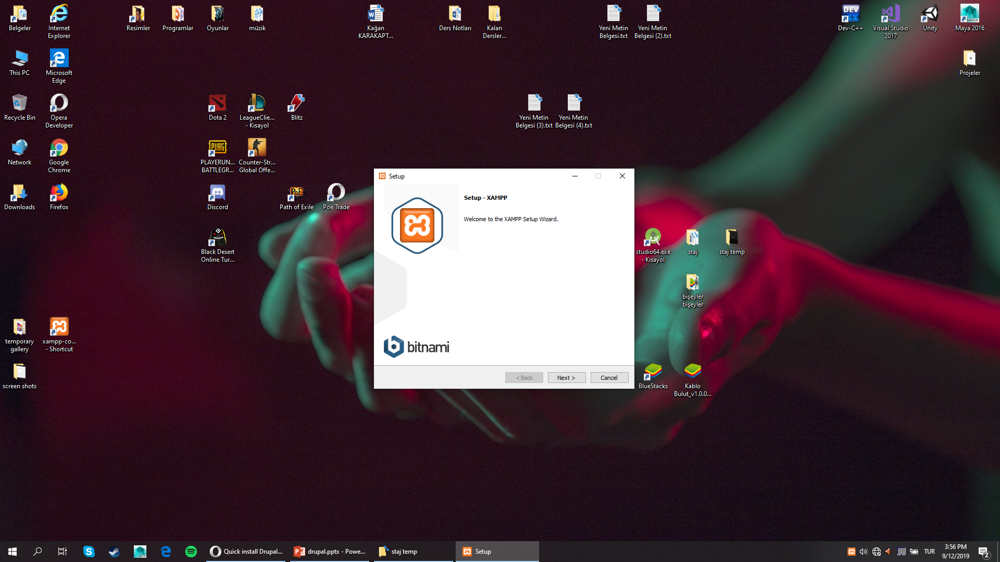 Belgeler
Internet
Explorer
Resimler
Programlar
Oyunlar
müzik
Kağan
KARAKAPT...
Ders Notları
Kalan
Dersler...
Yeni Metin
Belgesi.txt
Yeni Metin
Belgesi (2).txt
DEV
Dev-C++
Visual Studio
2017
Unity
MAYA
Maya 2016
This PC
Microsoft
Edge
Projeler
Recycle Bin
Opera
Developer
Dota 2
LeagueClie...
- Kısayol
Blitz
Yeni Metin
Belgesi (3).txt
Yeni Metin
Belgesi (4).txt
Network
Google
Chrome
PUBG
PLAYERUN...
BATTLEGR...
Counter-Str...
Global Offe...
Downloads
Firefox
Discord
PoE
Path of Exile
Poe Trade
Black Desert
Online Tur...
Setup
Setup - XAMPP
Welcome to the XAMPP Setup Wizard.
bitnami
< Back
Next >
Cancel
studio64.exe
- Kısayol
staj
staj temp
bişeyler
bişeyler
temporary
gallery
xampp-co...
- Shortcut
screen shots
BlueStacks
Kablo
Bulut_v1.0.0...
Quick install Drupal...
drupal.pptx - Powe...
staj temp
Setup
TUR
3:56 PM
9/12/2019
2